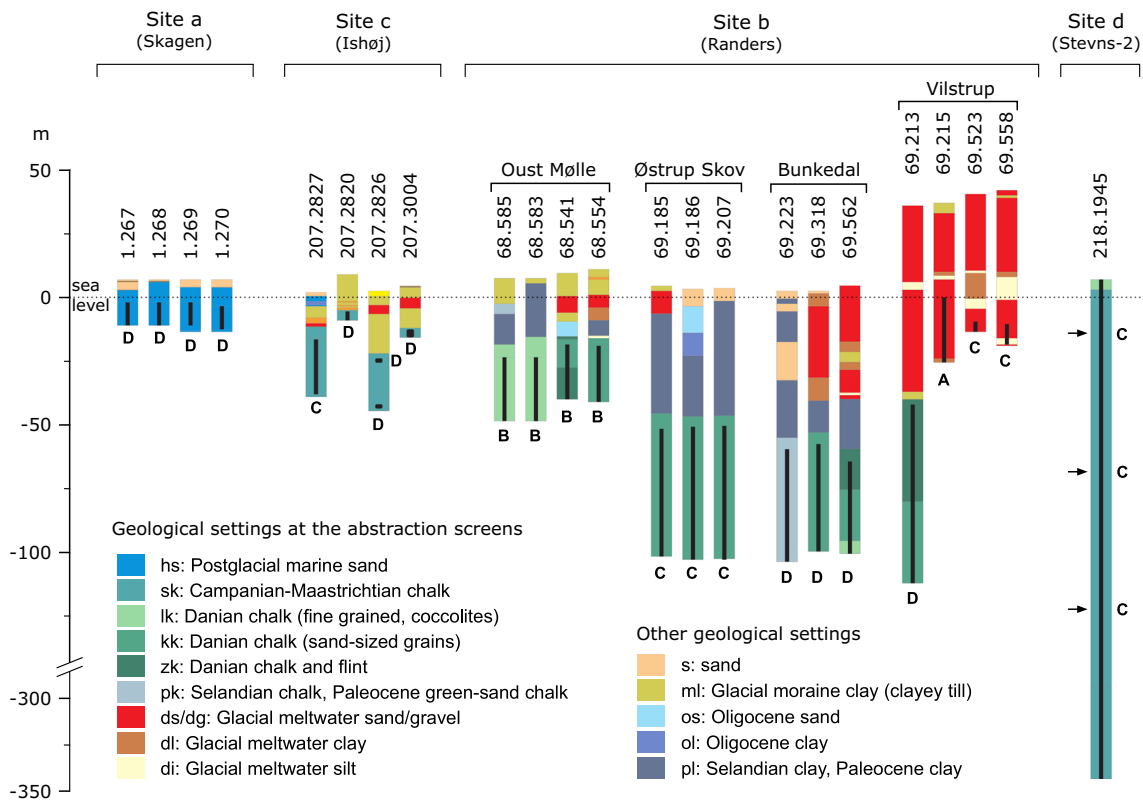 Site a
(Skagen)
Site c
(Ishøj)
Site b
(Randers)
Site d
(Stevns-2)
Vilstrup
Oust Mølle
Østrup Skov
Bunkedal
m
50
sea
level
0
-50
-100
-300
-350
1.267
1.268
1.269
1.270
207.2827
207.2820
207.2826
207.3004
68.585
68.583
68.541
68.554
69.185
69.186
69.207
69.223
69.318
69.562
69.213
69.215
69.523
69.558
218.1945
D
D
D
D
C
D
D
D
D
B
B
B
B
C
C
C
D
D
D
D
A
C
C
C
C
C
Geological settings at the abstraction screens
hs: Postglacial marine sand
sk: Campanian-Maastrichtian chalk
lk: Danian chalk (fine grained, coccolites)
kk: Danian chalk (sand-sized grains)
zk: Danian chalk and flint
pk: Selandian chalk, Paleocene green-sand chalk
ds/dg: Glacial meltwater sand/gravel
dl: Glacial meltwater clay
di: Glacial meltwater silt
Other geological settings
s: sand
ml: Glacial moraine clay (clayey till)
os: Oligocene sand
ol: Oligocene clay
pl: Selandian clay, Paleocene clay